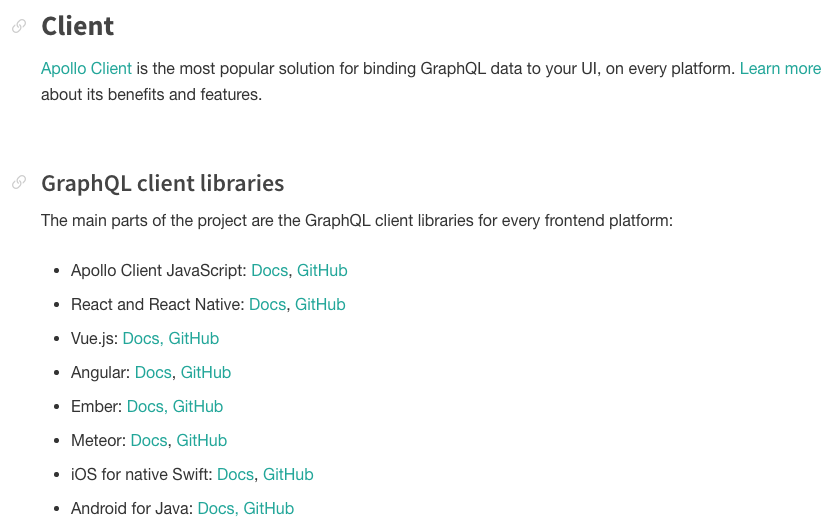 Client
Apollo Client is the most popular solution for binding GraphQL data to your UI, on every platform. Learn more
about its benefits and features.
GraphQL client libraries
The main parts of the project are the GraphQL client libraries for every frontend platform:
• Apollo Client JavaScript: Docs, GitHub
• React and React Native: Docs, GitHub
• Vue.js: Docs, GitHub
• Angular: Docs, GitHub
• Ember: Docs, GitHub
• Meteor: Docs, GitHub
• iOS for native Swift: Docs, GitHub
• Android for Java: Docs, GitHub